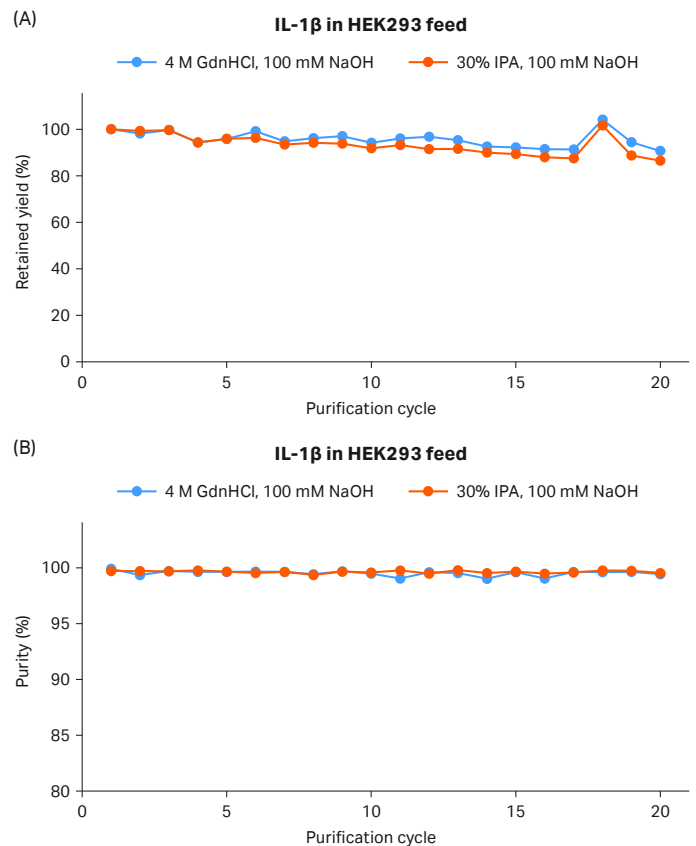 (A)
IL-1β in HEK293 feed
4 M GdnHCl, 100 mM NaOH
30% IPA, 100 mM NaOH
Retained yield (%)
100
80
60
40
20
0
0
5
10
15
20
Purification cycle
(B)
IL-1β in HEK293 feed
4 M GdnHCl, 100 mM NaOH
30% IPA, 100 mM NaOH
Purity (%)
100
95
90
85
80
0
5
10
15
20
Purification cycle